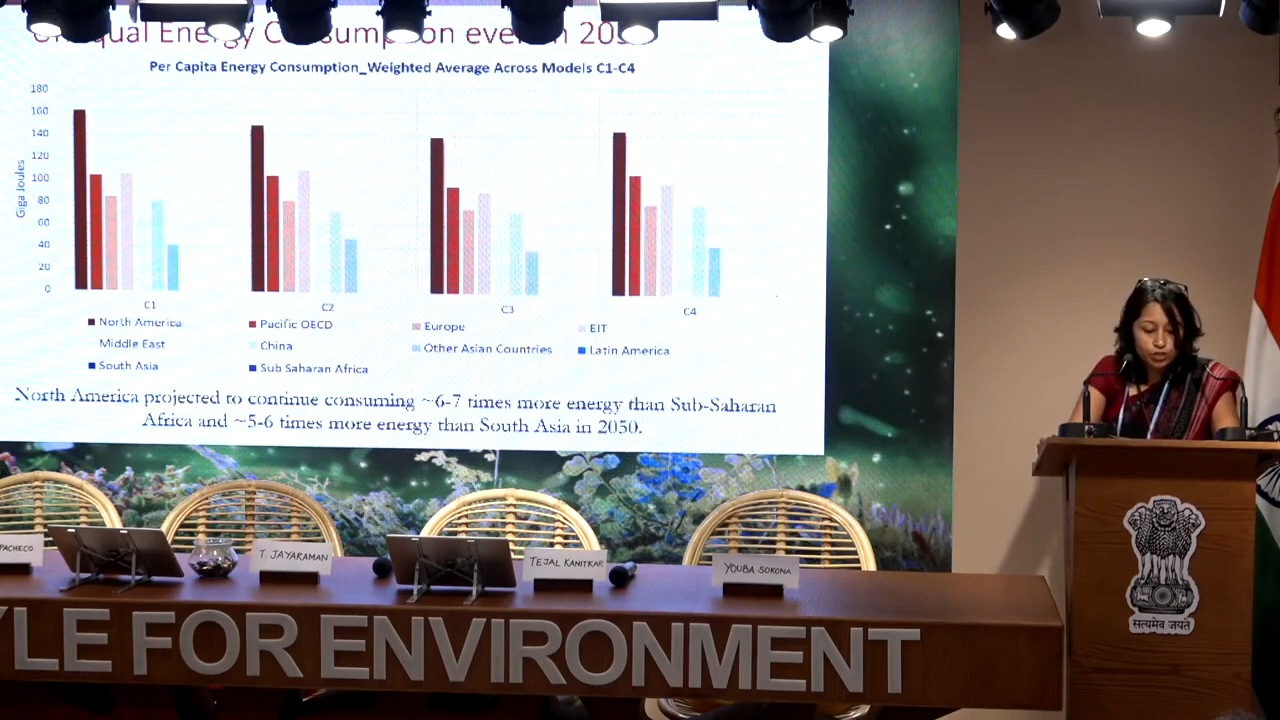 Per Capita Energy Consumption_Weighted Average Across Models C1-C4
180
160
140
120
100
80
60
40
20
0
Giga Joules
C1 C2 C3 C4
North America Pacific OECD Europe EIT
Middle East China Other Asian Countries Latin America
South Asia Sub Saharan Africa
North America projected to continue consuming ~6-7 times more energy than Sub-Saharan
Africa and ~5-6 times more energy than South Asia in 2050.
PACHECO
T. JAYARAMAN
TEJAL KANITKAR
YOUBA SOKONA
YLE FOR ENVIRONMENT
सत्यमेव जयते